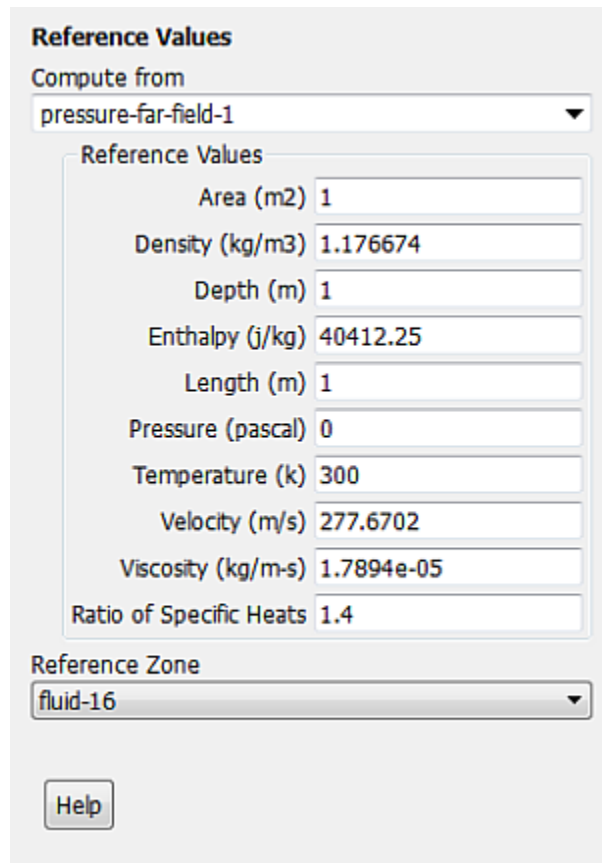 Reference Values
Compute from
pressure-far-field-1
Reference Values
Area (m2) 1
Density (kg/m3) 1.176674
Depth (m) 1
Enthalpy (j/kg) 40412.25
Length (m) 1
Pressure (pascal) 0
Temperature (k) 300
Velocity (m/s) 277.6702
Viscosity (kg/m-s) 1.7894e-05
Ratio of Specific Heats 1.4
Reference Zone
fluid-16
Help